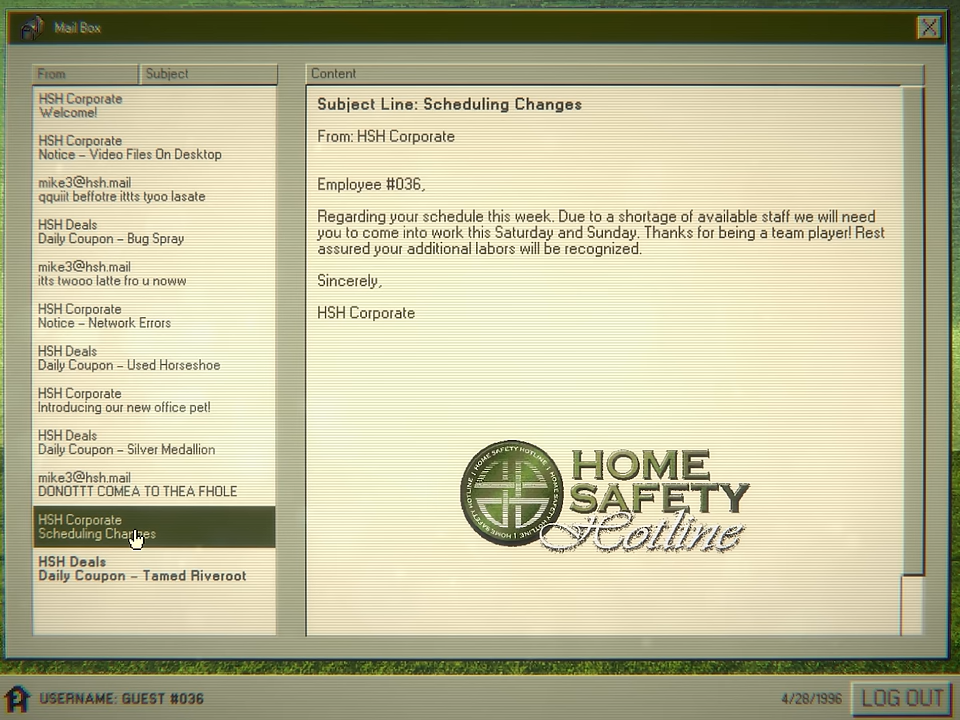 Mail Box
From Subject
Content
HSH Corporate
Welcome!
HSH Corporate
Notice – Video Files On Desktop
mike3@hsh.mail
qquiit beffotre ittts tyoo lasate
HSH Deals
Daily Coupon – Bug Spray
mike3@hsh.mail
itts twooo latte fro u noww
HSH Corporate
Notice – Network Errors
HSH Deals
Daily Coupon – Used Horseshoe
HSH Corporate
Introducing our new office pet!
HSH Deals
Daily Coupon – Silver Medallion
mike3@hsh.mail
DONOTTT COMEA TO THEA FHOLE
HSH Corporate
Scheduling Changes
HSH Deals
Daily Coupon – Tamed Riveroot
Subject Line: Scheduling Changes
From: HSH Corporate
Employee #036,
Regarding your schedule this week. Due to a shortage of available staff we will need
you to come into work this Saturday and Sunday. Thanks for being a team player! Rest
assured your additional labors will be recognized.
Sincerely,
HSH Corporate
HOME SAFETY HOTLINE | HOME SAFETY HOTLINE |
HOME
SAFETY
Hotline
USERNAME: GUEST #036
4/28/1996
LOG OUT